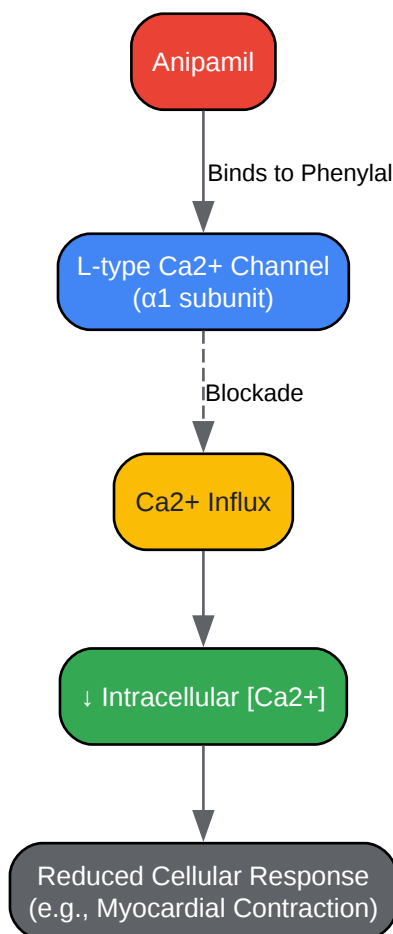 Anipamil
Binds to Phenylal
L-type Ca2+ Channel
(α1 subunit)
Blockade
Ca2+ Influx
↓ Intracellular [Ca2+]
Reduced Cellular Response
(e.g., Myocardial Contraction)